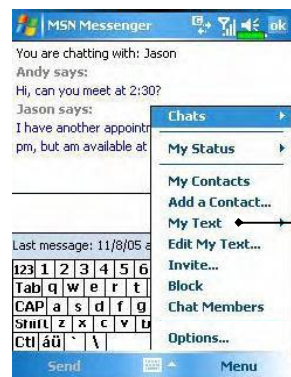 MSN Messenger
ok
You are chatting with: Jason
Andy says:
Hi, can you meet at 2:30?
Jason says:
I have another appointm
pm, but am available at
Chats
My Status
My Contacts
Add a Contact...
My Text
Edit My Text...
Invite...
Block
Chat Members
Options...
Last message: 11/8/05
123 1 2 3 4 5 6
Tab q w e r t
CAP a s d f g
Shift z x c v b
Ctl áü ` \
Send
Menu